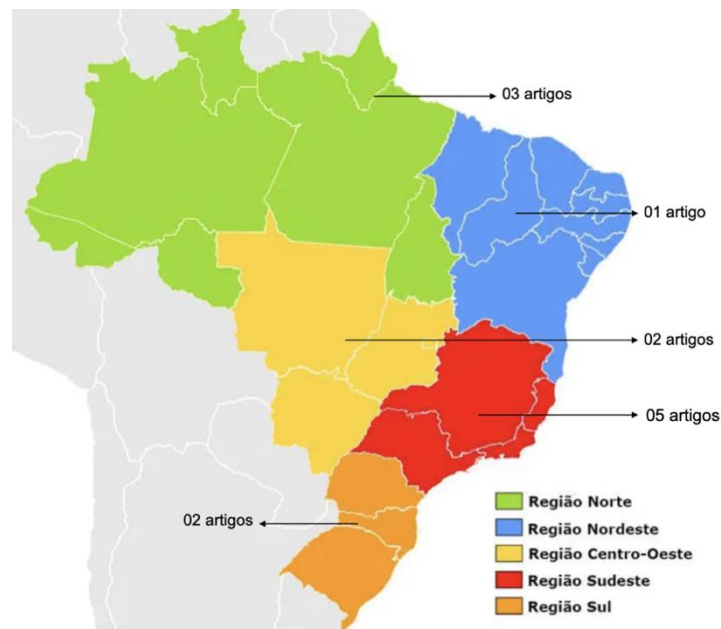 03 artigos
01 artigo
02 artigos
05 artigos
02 artigos
Região Norte
Região Nordeste
Região Centro-Oeste
Região Sudeste
Região Sul